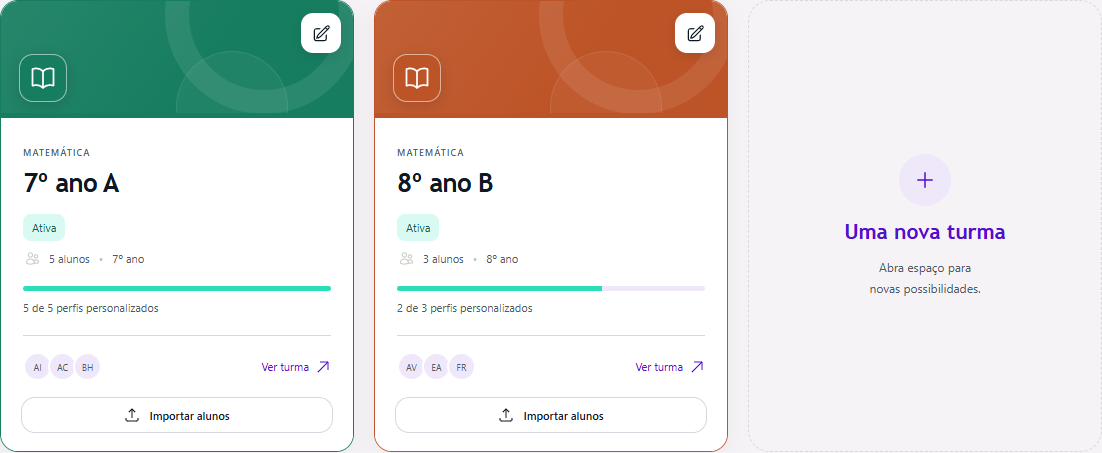 MATEMÁTICA
7º ano A
Ativa
5 alunos • 7º ano
5 de 5 perfis personalizados
AI AC BH
Ver turma
Importar alunos
MATEMÁTICA
8º ano B
Ativa
3 alunos • 8º ano
2 de 3 perfis personalizados
AV EA FR
Ver turma
Importar alunos
Uma nova turma
Abra espaço para
novas possibilidades.